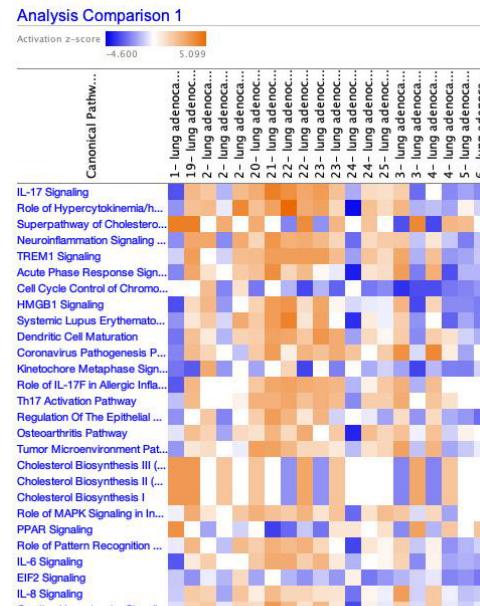 Analysis Comparison 1
Activation z-score
-4.600 5.099
Canonical Pathw...
1- lung adenoca...
19- lung adenoca...
2- lung adenoca...
2- lung adenoca...
2- lung adenoca...
20- lung adenoc...
21- lung adenoc...
22- lung adenoc...
22- lung adenoc...
23- lung adenoc...
23- lung adenoc...
24- lung adenoc...
24- lung adenoc...
25- lung adenoc...
3- lung adenoca...
3- lung adenoca...
4- lung adenoca...
4- lung adenoca...
5- lung adenoca...
IL-17 Signaling
Role of Hypercytokinemia/h...
Superpathway of Cholestero...
Neuroinflammation Signaling ...
TREM1 Signaling
Acute Phase Response Sign...
Cell Cycle Control of Chromo...
HMGB1 Signaling
Systemic Lupus Erythemato...
Dendritic Cell Maturation
Coronavirus Pathogenesis P...
Kinetochore Metaphase Sign...
Role of IL-17F in Allergic Infla...
Th17 Activation Pathway
Regulation Of The Epithelial ...
Osteoarthritis Pathway
Tumor Microenvironment Pat...
Cholesterol Biosynthesis III (...
Cholesterol Biosynthesis II (...
Cholesterol Biosynthesis I
Role of MAPK Signaling in In...
PPAR Signaling
Role of Pattern Recognition ...
IL-6 Signaling
EIF2 Signaling
IL-8 Signaling